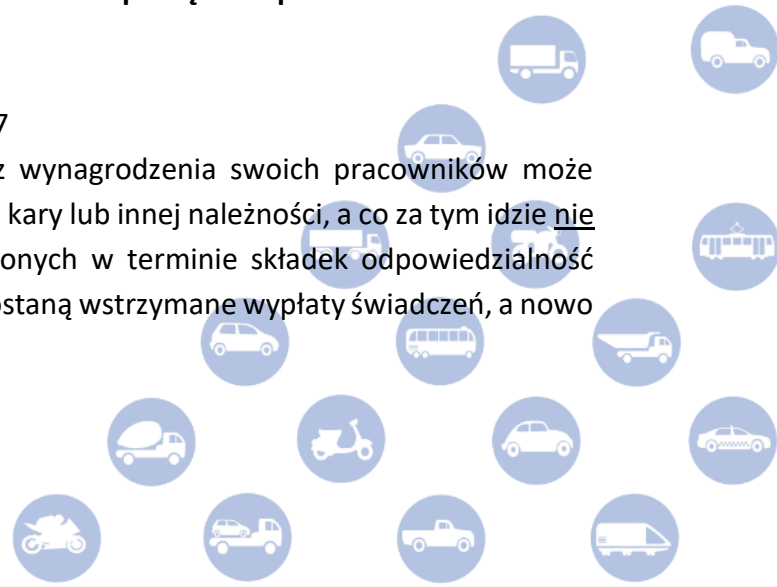 7
z wynagrodzenia swoich pracowników może
kary lub innej należności, a co za tym idzie nie
onych w terminie składek odpowiedzialność
ostaną wstrzymane wypłaty świadczeń, a nowo